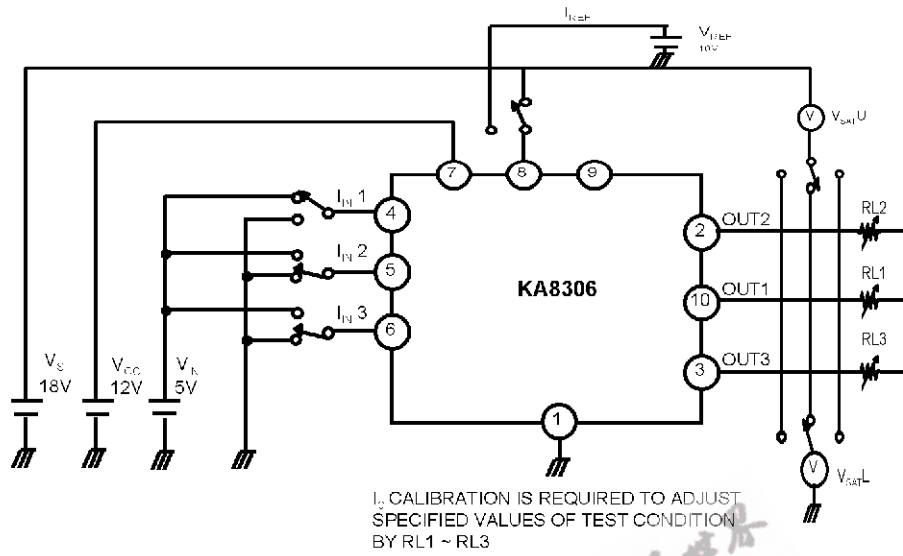 IREF
VREF
10V
V
VSATU
7
8
9
IIN 1
4
2
OUT2
RL2
IIN 2
5
KA8306
10
OUT1
RL1
IIN 3
6
3
OUT3
RL3
VS
18V
VCC
12V
VIN
5V
1
V
VSATL
CALIBRATION IS REQUIRED TO ADJUST
SPECIFIED VALUES OF TEST CONDITION
BY RL1 ~ RL3